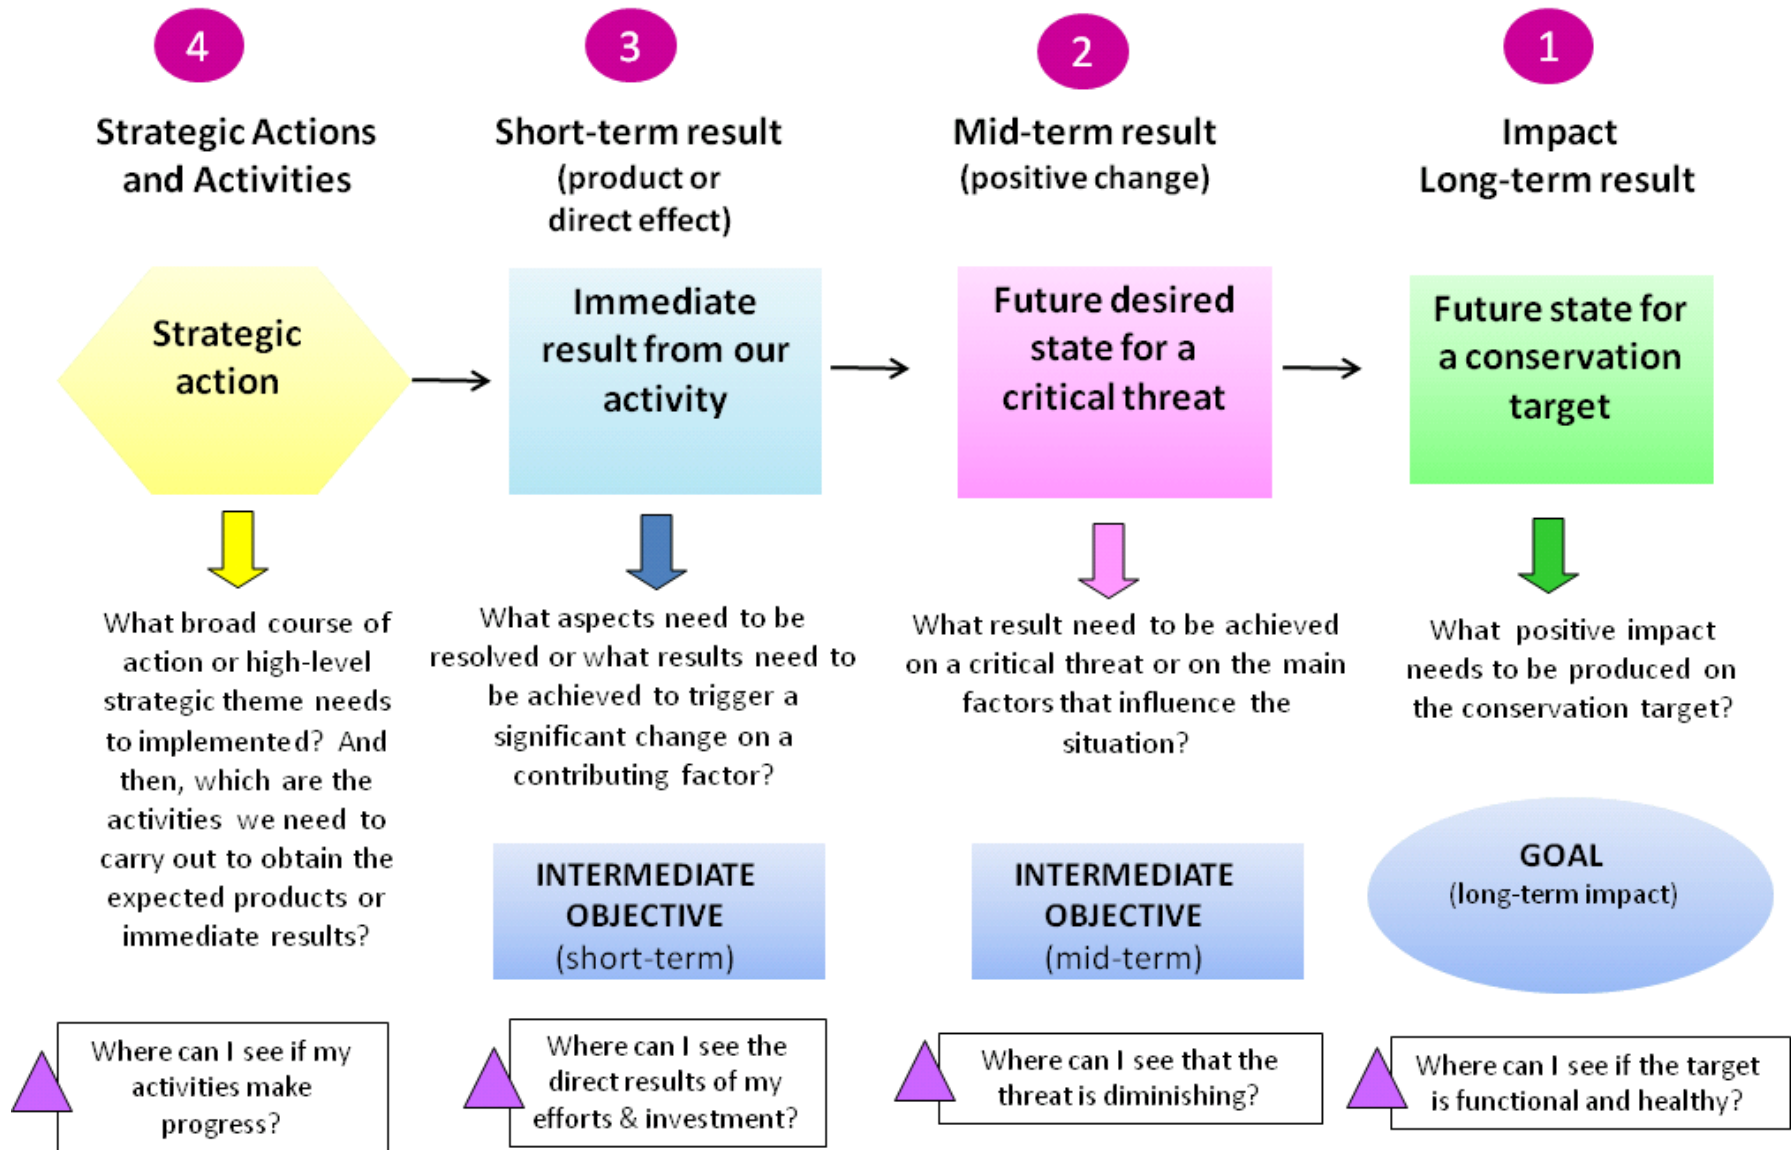 4
Strategic Actions
and Activities
3
Short-term result
(product or
direct effect)
2
Mid-term result
(positive change)
1
Impact
Long-term result
Strategic
action
Immediate
result from our
activity
Future desired
state for a
critical threat
Future state for
a conservation
target
What broad course of
action or high-level
strategic theme needs
to implemented? And
then, which are the
activities we need to
carry out to obtain the
expected products or
immediate results?
What aspects need to be
resolved or what results need to
be achieved to trigger a
significant change on a
contributing factor?
What result need to be achieved
on a critical threat or on the main
factors that influence the
situation?
What positive impact
needs to be produced on
the conservation target?
INTERMEDIATE
OBJECTIVE
(short-term)
INTERMEDIATE
OBJECTIVE
(mid-term)
GOAL
(long-term impact)
Where can I see if my
activities make
progress?
Where can I see the
direct results of my
efforts & investment?
Where can I see that the
threat is diminishing?
Where can I see if the target
is functional and healthy?